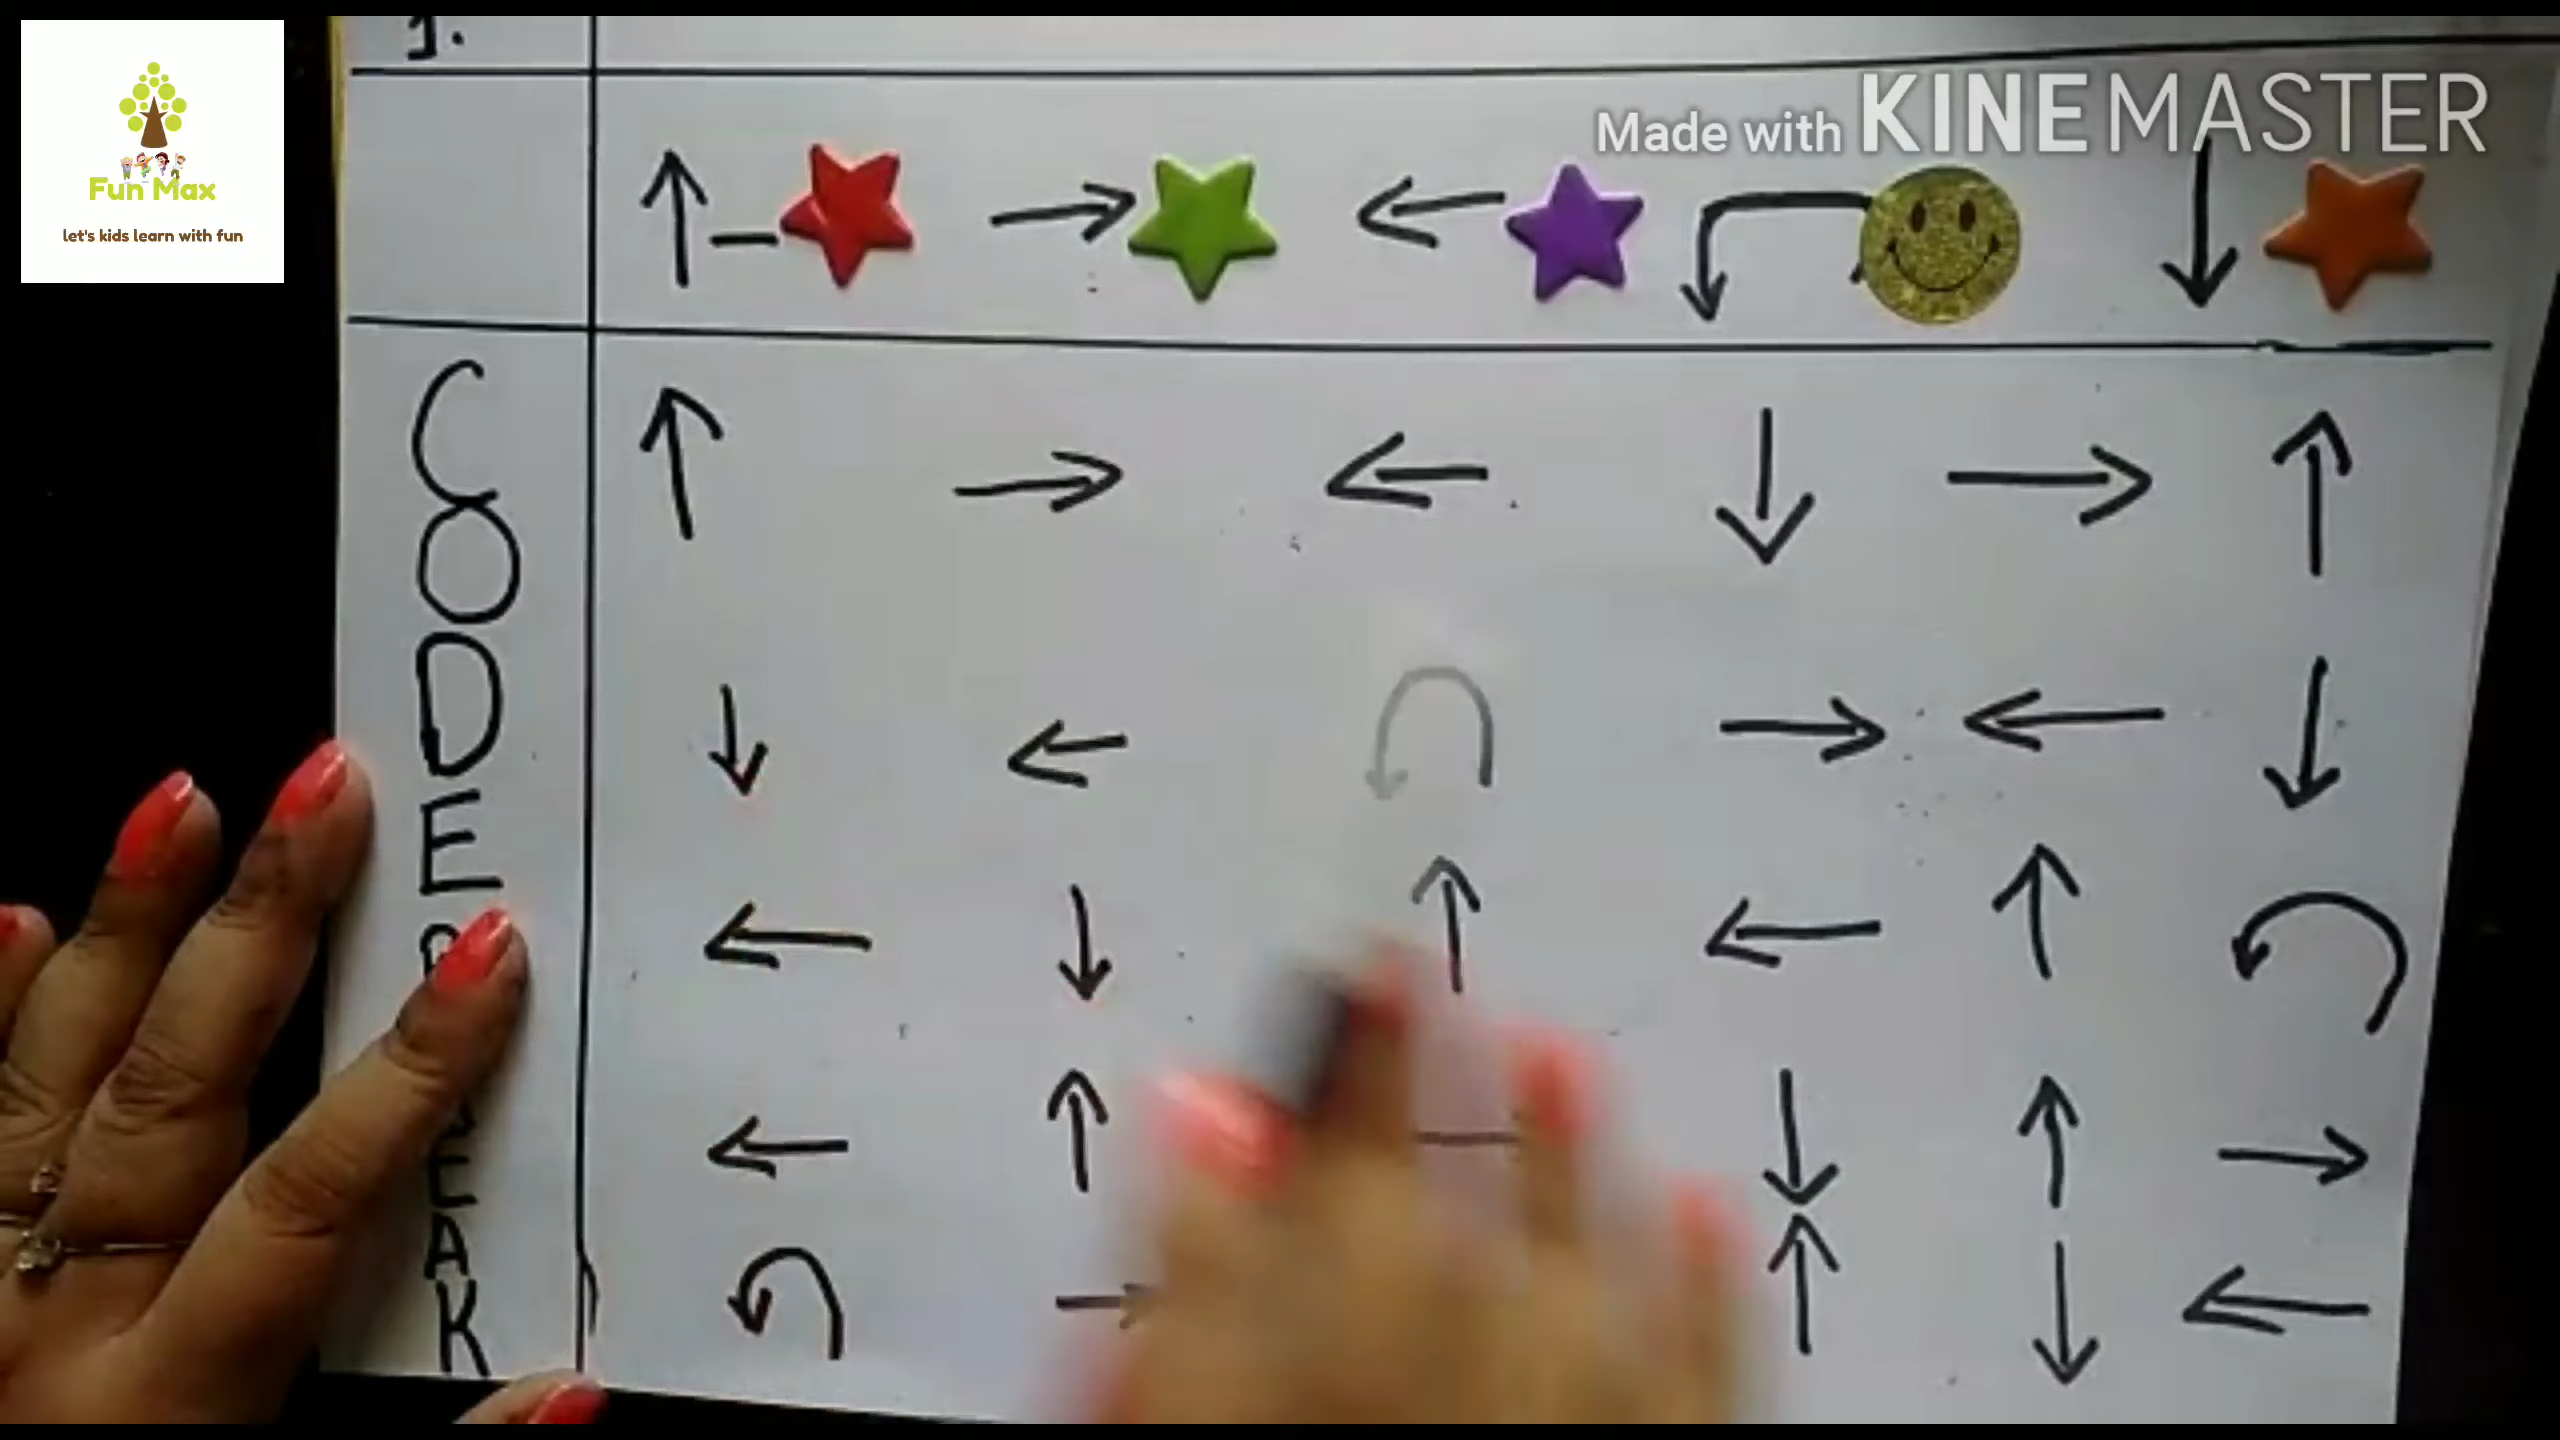 1.
Made with KINEMASTER
Fun Max
let's kids learn with fun
C
O
D
E
E
A
K